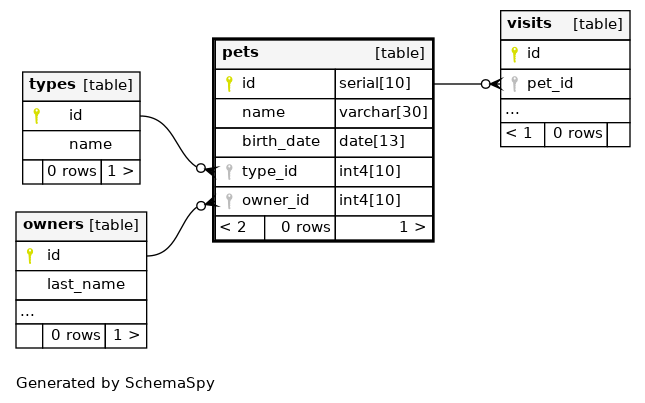 types [table]
id
name
0 rows 1 >
owners [table]
id
last_name
...
0 rows 1 >
pets [table]
id serial[10]
name varchar[30]
birth_date date[13]
type_id int4[10]
owner_id int4[10]
< 2 0 rows 1 >
visits [table]
id
pet_id
...
< 1 0 rows
Generated by SchemaSpy